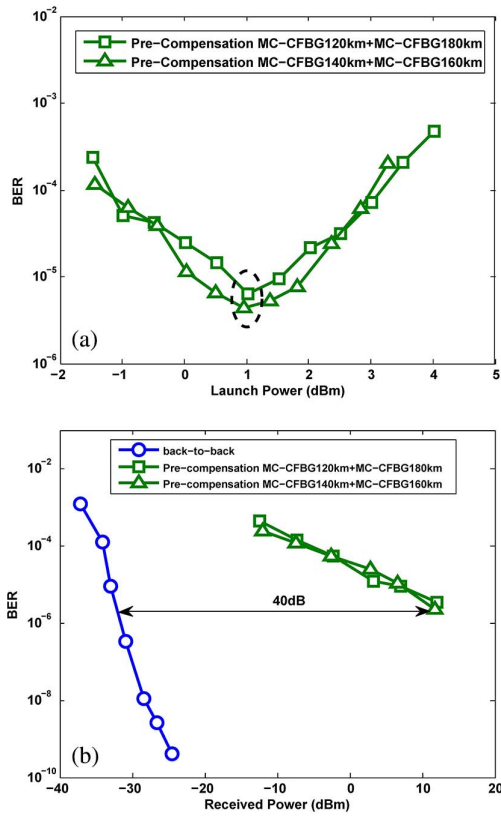 10^-2
Pre-Compensation MC-CFBG120km+MC-CFBG180km
Pre-Compensation MC-CFBG140km+MC-CFBG160km
10^-3
10^-4
BER
10^-5
(a)
10^-6
−2 −1 0 1 2 3 4 5
Launch Power (dBm)
back-to-back
Pre-compensation MC-CFBG120km+MC-CFBG180km
Pre-compensation MC-CFBG140km+MC-CFBG160km
10^-2
10^-4
BER
40dB
10^-6
10^-8
(b)
10^-10
−40 −30 −20 −10 0 10 20
Received Power (dBm)